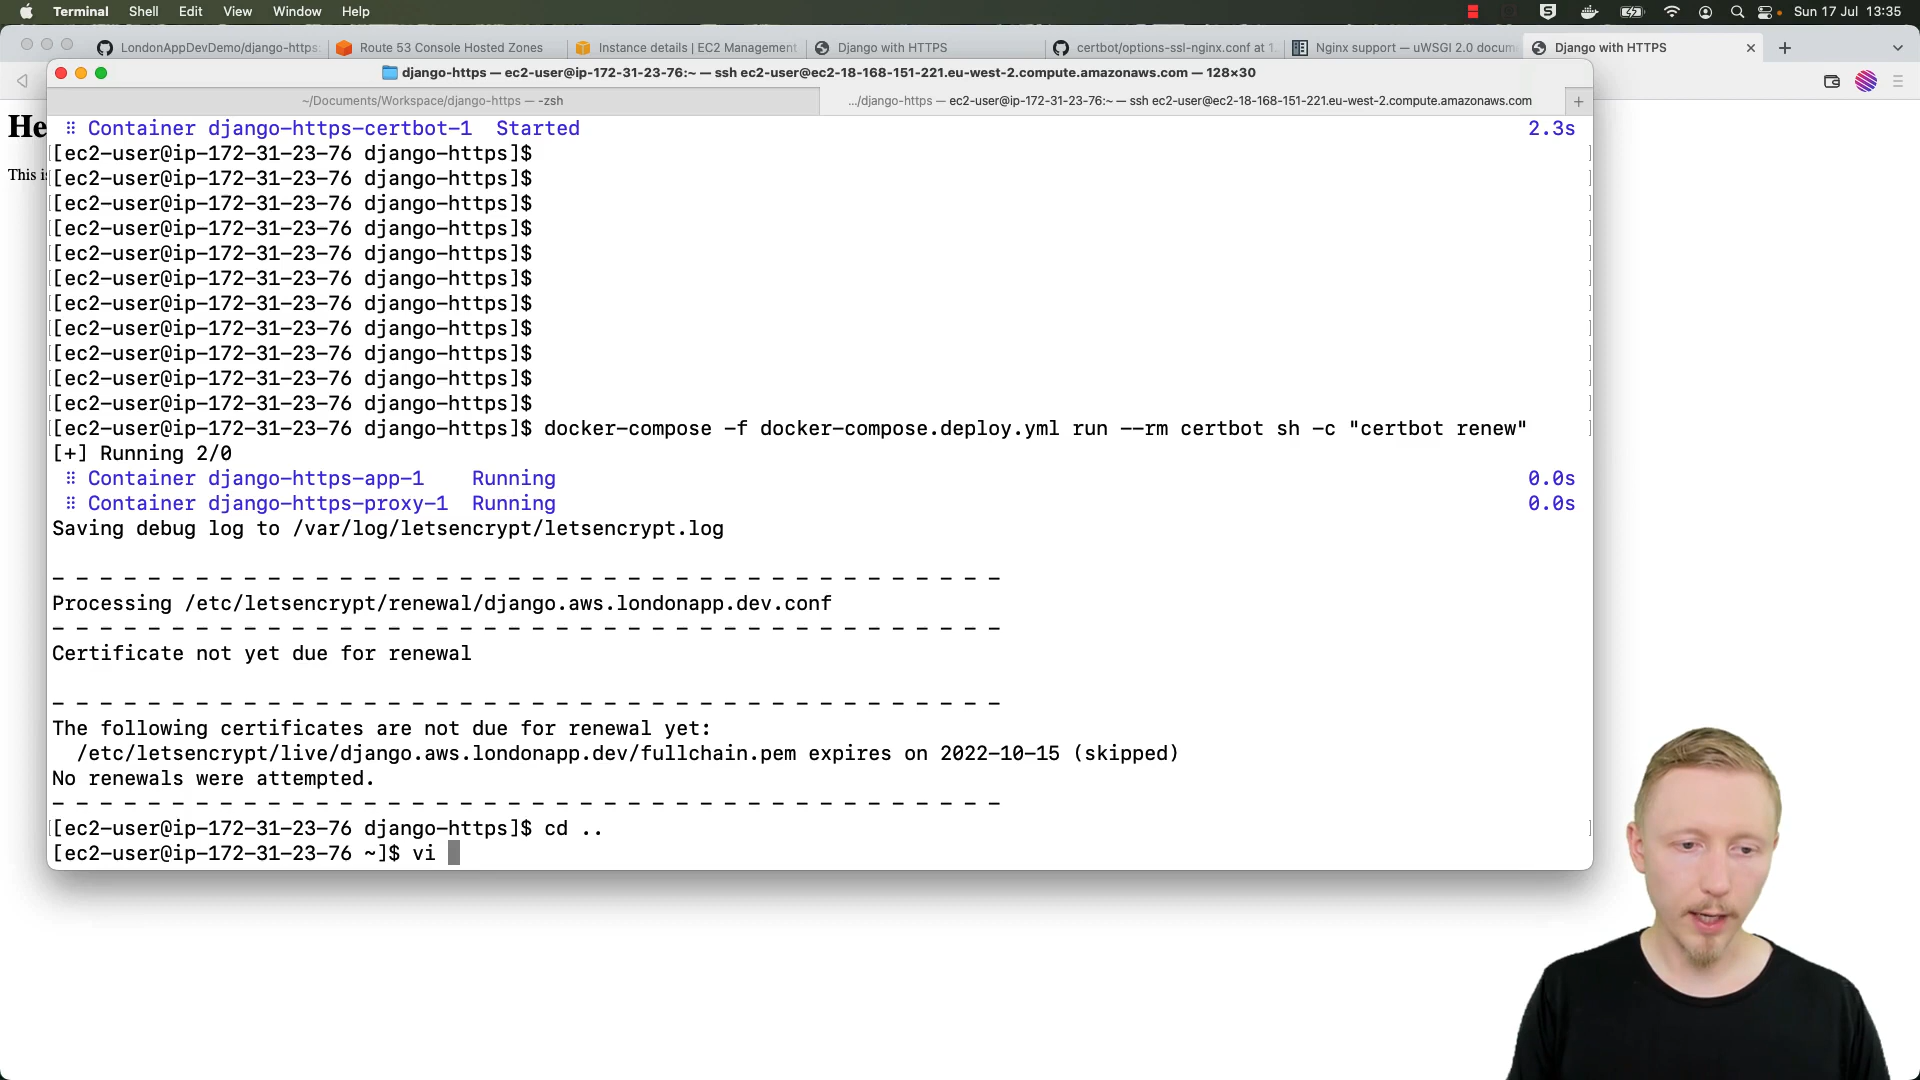 Terminal Shell Edit View Window Help Sun 17 Jul 13:35
LondonAppDevDemo/django-https: Route 53 Console Hosted Zones Instance details | EC2 Management Django with HTTPS certbot/options-ssl-nginx.conf at 1. Nginx support — uWSGI 2.0 docum Django with HTTPS
django-https — ec2-user@ip-172-31-23-76:~ — ssh ec2-user@ec2-18-168-151-221.eu-west-2.compute.amazonaws.com — 128×30
~/Documents/Workspace/django-https — -zsh .../django-https — ec2-user@ip-172-31-23-76:~ — ssh ec2-user@ec2-18-168-151-221.eu-west-2.compute.amazonaws.com
He
This is
Container django-https-certbot-1 Started 2.3s
[ec2-user@ip-172-31-23-76 django-https]$
[ec2-user@ip-172-31-23-76 django-https]$
[ec2-user@ip-172-31-23-76 django-https]$
[ec2-user@ip-172-31-23-76 django-https]$
[ec2-user@ip-172-31-23-76 django-https]$
[ec2-user@ip-172-31-23-76 django-https]$
[ec2-user@ip-172-31-23-76 django-https]$
[ec2-user@ip-172-31-23-76 django-https]$
[ec2-user@ip-172-31-23-76 django-https]$
[ec2-user@ip-172-31-23-76 django-https]$
[ec2-user@ip-172-31-23-76 django-https]$
[ec2-user@ip-172-31-23-76 django-https]$ docker-compose -f docker-compose.deploy.yml run --rm certbot sh -c "certbot renew"
[+] Running 2/0
Container django-https-app-1 Running 0.0s
Container django-https-proxy-1 Running 0.0s
Saving debug log to /var/log/letsencrypt/letsencrypt.log
- - - - - - - - - - - - - - - - - - - - - - - - - - - - - - - - - - - - - - - -
Processing /etc/letsencrypt/renewal/django.aws.londonapp.dev.conf
- - - - - - - - - - - - - - - - - - - - - - - - - - - - - - - - - - - - - - - -
Certificate not yet due for renewal
- - - - - - - - - - - - - - - - - - - - - - - - - - - - - - - - - - - - - - - -
The following certificates are not due for renewal yet:
/etc/letsencrypt/live/django.aws.londonapp.dev/fullchain.pem expires on 2022-10-15 (skipped)
No renewals were attempted.
- - - - - - - - - - - - - - - - - - - - - - - - - - - - - - - - - - - - - - - -
[ec2-user@ip-172-31-23-76 django-https]$ cd ..
[ec2-user@ip-172-31-23-76 ~]$ vi